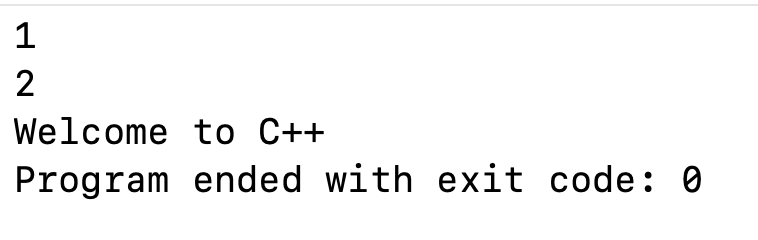 1
2
Welcome to C++
Program ended with exit code: 0